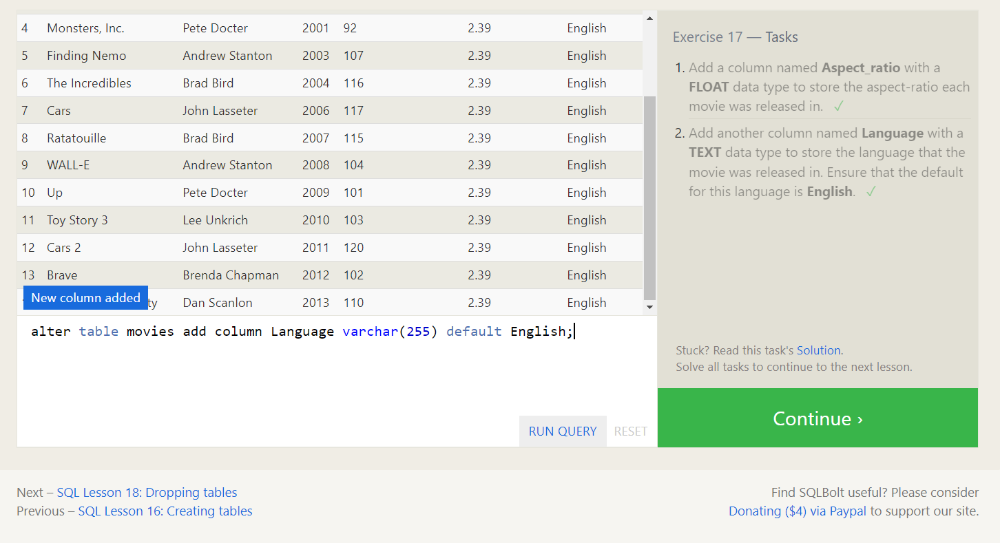 4 Monsters, Inc. Pete Docter 2001 92 2.39 English
5 Finding Nemo Andrew Stanton 2003 107 2.39 English
6 The Incredibles Brad Bird 2004 116 2.39 English
7 Cars John Lasseter 2006 117 2.39 English
8 Ratatouille Brad Bird 2007 115 2.39 English
9 WALL-E Andrew Stanton 2008 104 2.39 English
10 Up Pete Docter 2009 101 2.39 English
11 Toy Story 3 Lee Unkrich 2010 103 2.39 English
12 Cars 2 John Lasseter 2011 120 2.39 English
13 Brave Brenda Chapman 2012 102 2.39 English
New column added
ty Dan Scanlon 2013 110 2.39 English
alter table movies add column Language varchar(255) default English;
RUN QUERY RESET
Exercise 17 — Tasks
1. Add a column named Aspect_ratio with a
FLOAT data type to store the aspect-ratio each
movie was released in. ✓
2. Add another column named Language with a
TEXT data type to store the language that the
movie was released in. Ensure that the default
for this language is English. ✓
Stuck? Read this task's Solution.
Solve all tasks to continue to the next lesson.
Continue ›
Next – SQL Lesson 18: Dropping tables
Previous – SQL Lesson 16: Creating tables
Find SQLBolt useful? Please consider
Donating ($4) via Paypal to support our site.